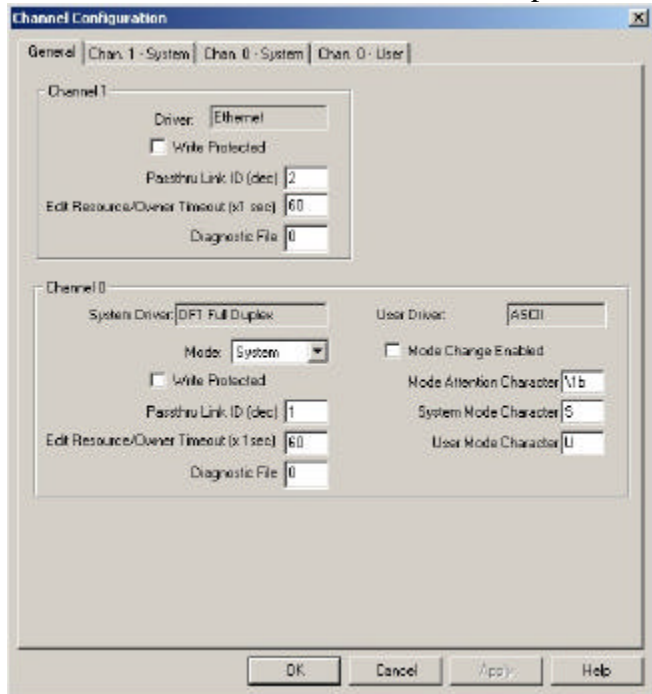 Channel Configuration
General Chan. 1 - System Chan. 0 - System Chan. 0 - User
Channel 1
Driver: Ethernet
Write Protected
Passthru Link ID (dec) 2
Edit Resource/Owner Timeout (x1 sec) 60
Diagnostic File 0
Channel 0
System Driver: DF1 Full Duplex User Driver: ASCII
Mode: System Mode Change Enabled
Write Protected Mode Attention Character \1b
Passthru Link ID (dec) 1 System Mode Character S
Edit Resource/Owner Timeout (x1 sec) 60 User Mode Character U
Diagnostic File 0
OK Cancel Apply Help